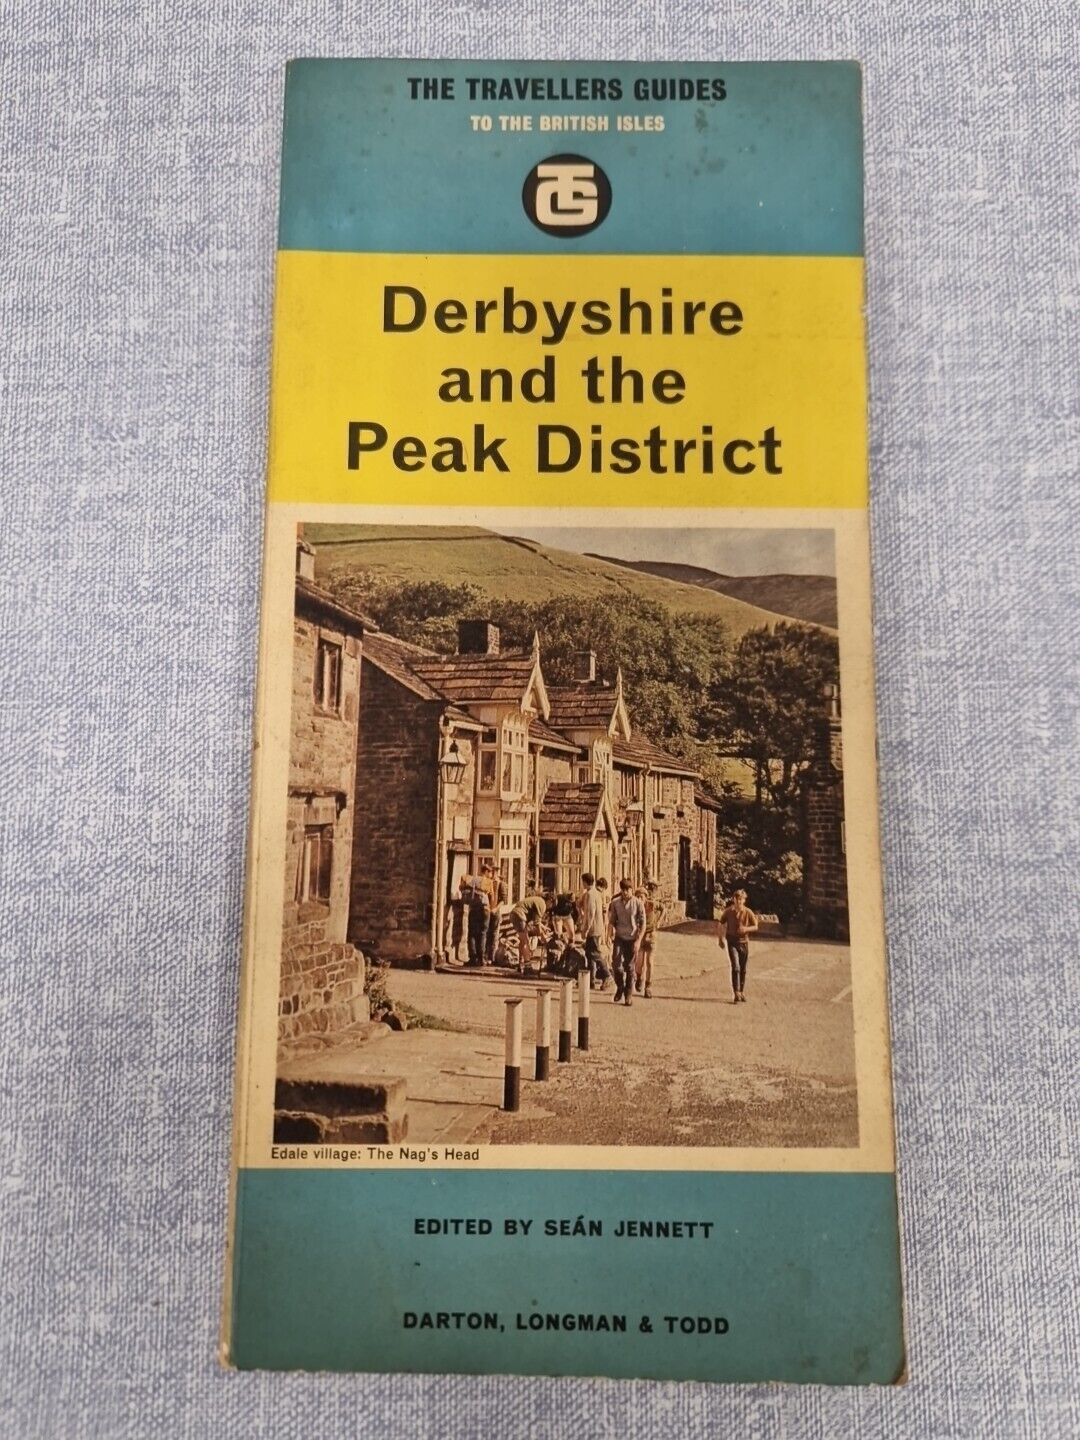 THE TRAVELLERS GUIDES
TO THE BRITISH ISLES
TG
Derbyshire
and the
Peak District
Edale village: The Nag's Head
EDITED BY SEÁN JENNETT
DARTON, LONGMAN & TODD